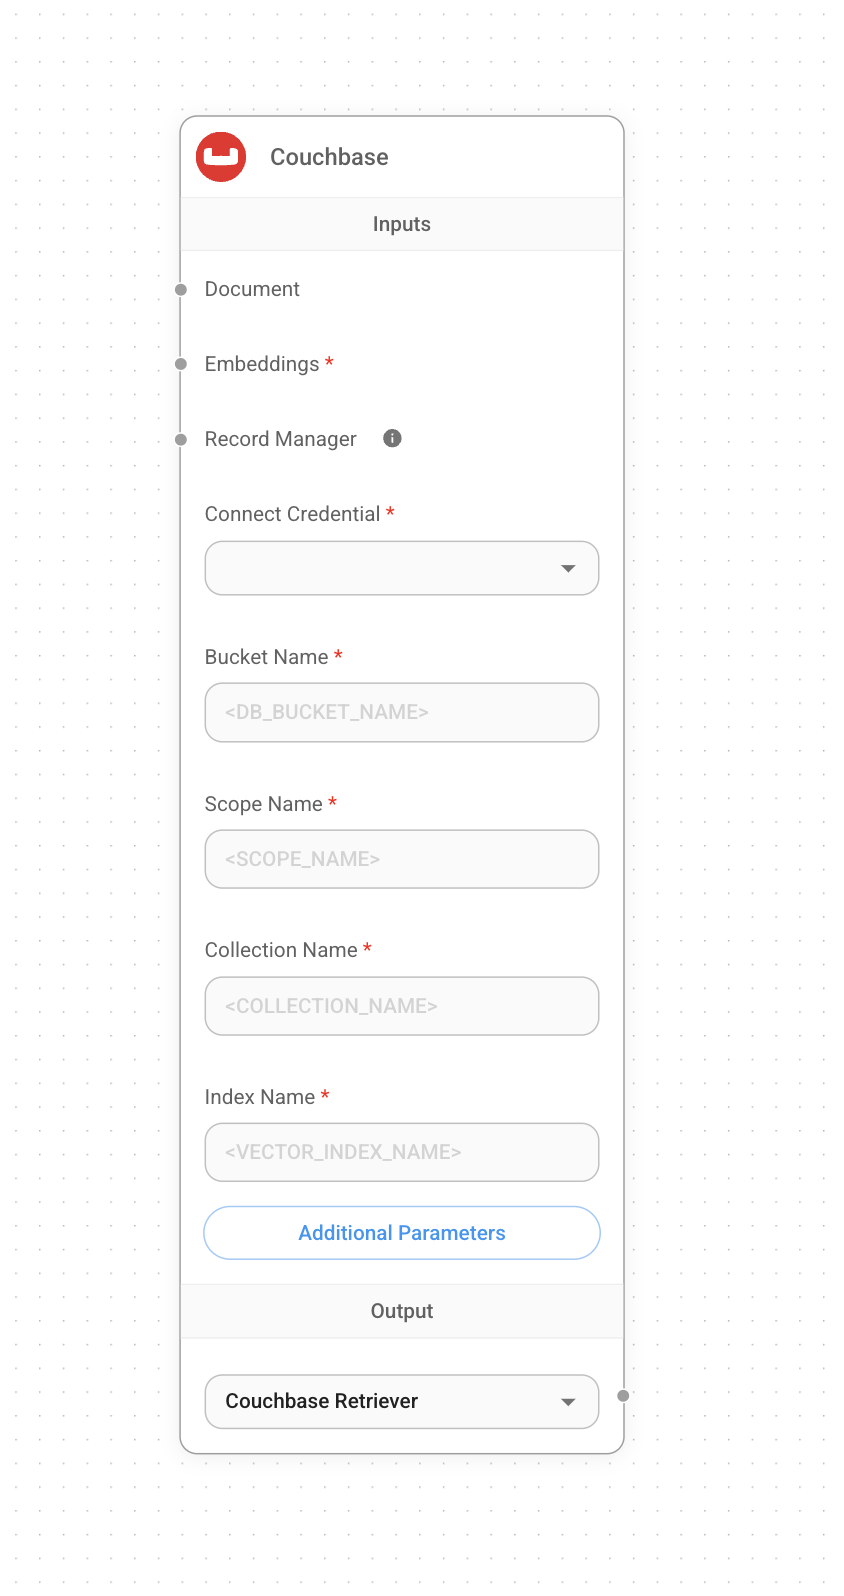 Couchbase
Inputs
Document
Embeddings *
Record Manager
Connect Credential *
Bucket Name *
<DB_BUCKET_NAME>
Scope Name *
<SCOPE_NAME>
Collection Name *
<COLLECTION_NAME>
Index Name *
<VECTOR_INDEX_NAME>
Additional Parameters
Output
Couchbase Retriever